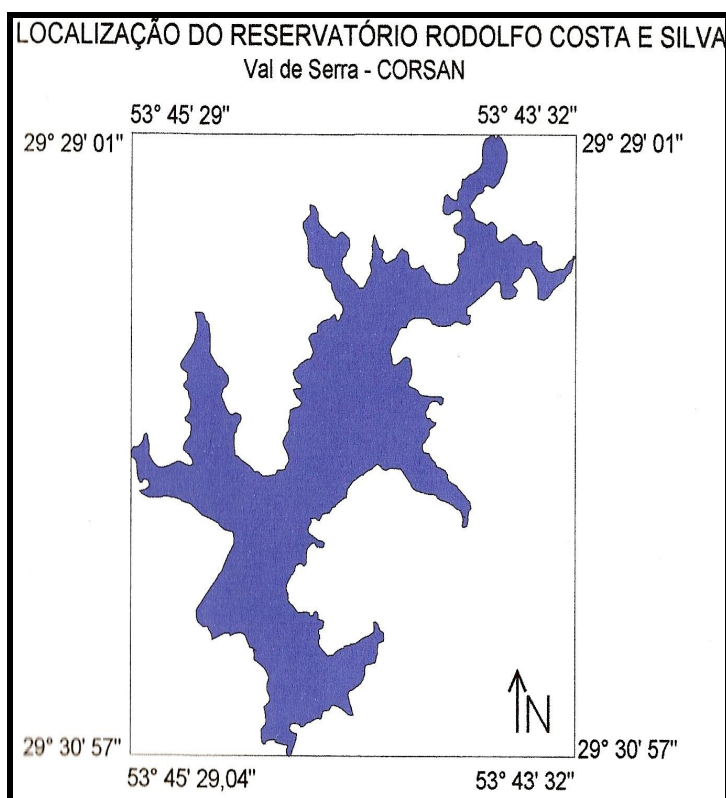 LOCALIZAÇÃO DO RESERVATÓRIO RODOLFO COSTA E SILVA
Val de Serra - CORSAN
53° 45' 29" 53° 43' 32"
29° 29' 01" 29° 29' 01"
N
29° 30' 57" 29° 30' 57"
53° 45' 29,04" 53° 43' 32"